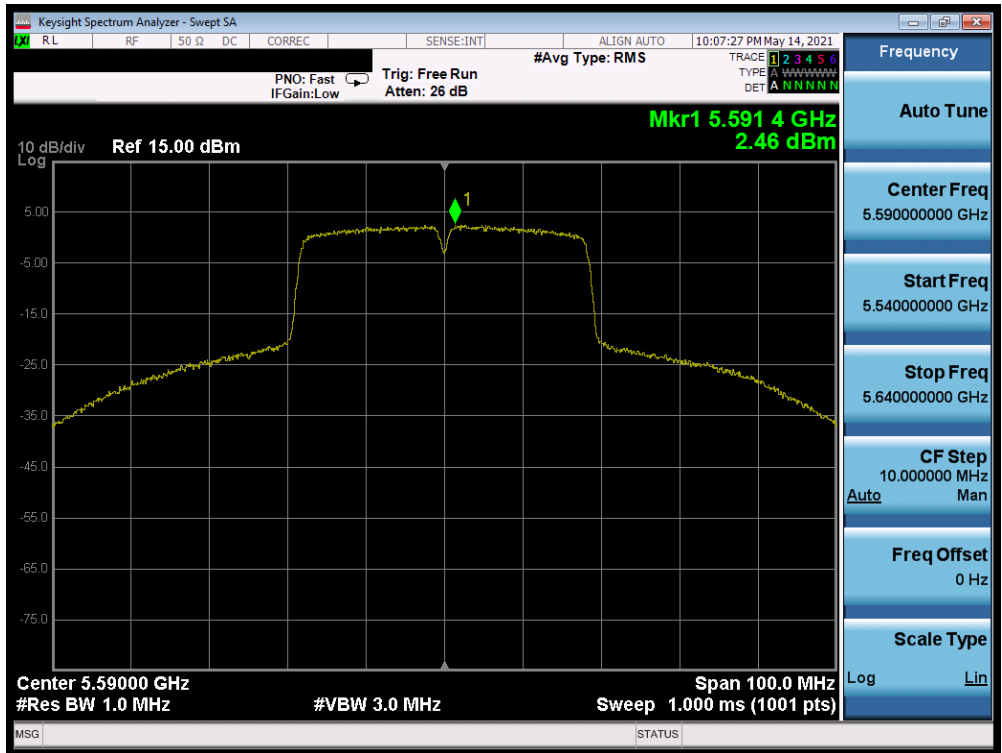 Keysight Spectrum Analyzer - Swept SA
LXI RL RF 50 Ω DC CORREC SENSE:INT ALIGN AUTO 10:07:27 PM May 14, 2021
#Avg Type: RMS TRACE 1 2 3 4 5 6
PNO: Fast Trig: Free Run TYPE A WWWWW
IFGain:Low Atten: 26 dB DET A N N N N N
Mkr1 5.591 4 GHz
2.46 dBm
10 dB/div Ref 15.00 dBm
Log
1
5.00
-5.00
-15.0
-25.0
-35.0
-45.0
-55.0
-65.0
-75.0
Center 5.59000 GHz Span 100.0 MHz
#Res BW 1.0 MHz #VBW 3.0 MHz Sweep 1.000 ms (1001 pts)
MSG STATUS
Frequency
Auto Tune
Center Freq
5.590000000 GHz
Start Freq
5.540000000 GHz
Stop Freq
5.640000000 GHz
CF Step
10.000000 MHz
Auto Man
Freq Offset
0 Hz
Scale Type
Log Lin